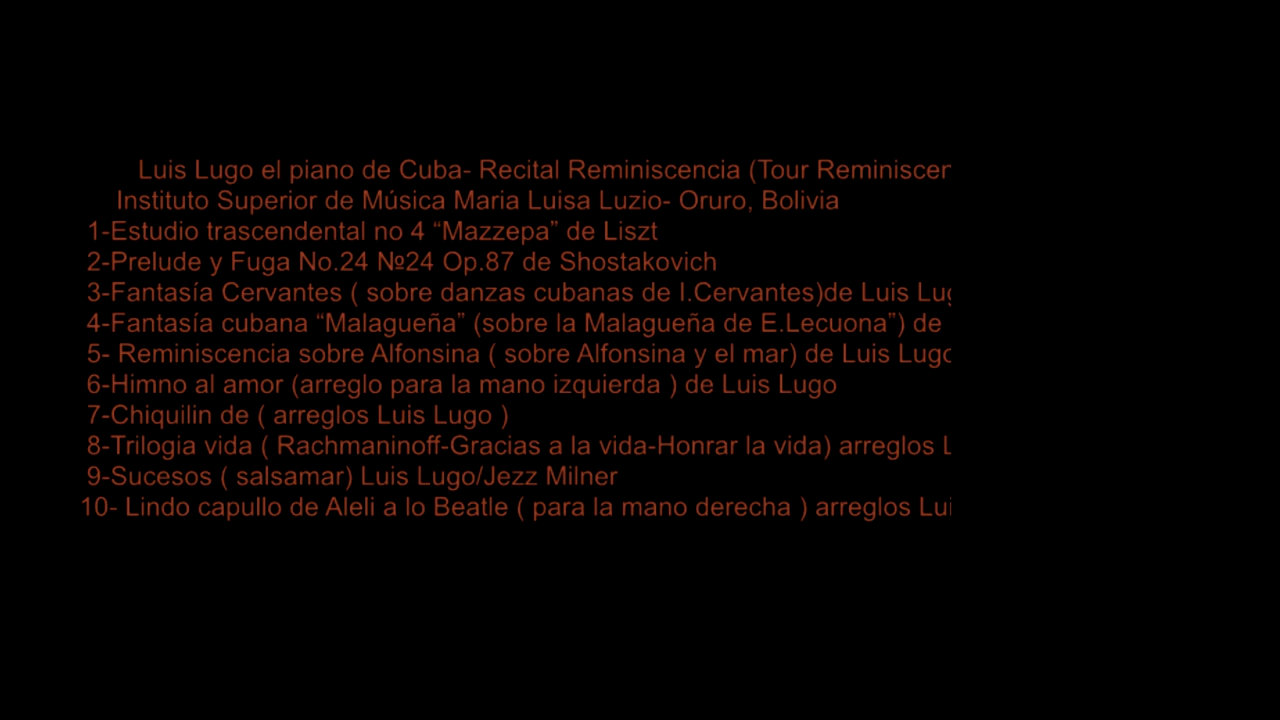 Luis Lugo el piano de Cuba- Recital Reminiscencia (Tour
Instituto Superior de Música Maria Luisa Luzio- Oruro, Bolivia
1-Estudio trascendental no 4 “Mazzepa” de Liszt
2-Prelude y Fuga No.24 №24 Op.87 de Shostakovich
3-Fantasía Cervantes ( sobre danzas cubanas de I.Cervantes)de Luis
4-Fantasía cubana “Malagueña” (sobre la Malagueña de E.Lecuona”) de
5- Reminiscencia sobre Alfonsina ( sobre Alfonsina y el mar) de Luis Lugo
6-Himno al amor (arreglo para la mano izquierda ) de Luis Lugo
7-Chiquilin de ( arreglos Luis Lugo )
8-Trilogia vida ( Rachmaninoff-Gracias a la vida-Honrar la vida) arreglos
9-Sucesos ( salsamar) Luis Lugo/Jezz Milner
10- Lindo capullo de Aleli a lo Beatle ( para la mano derecha ) arreglos